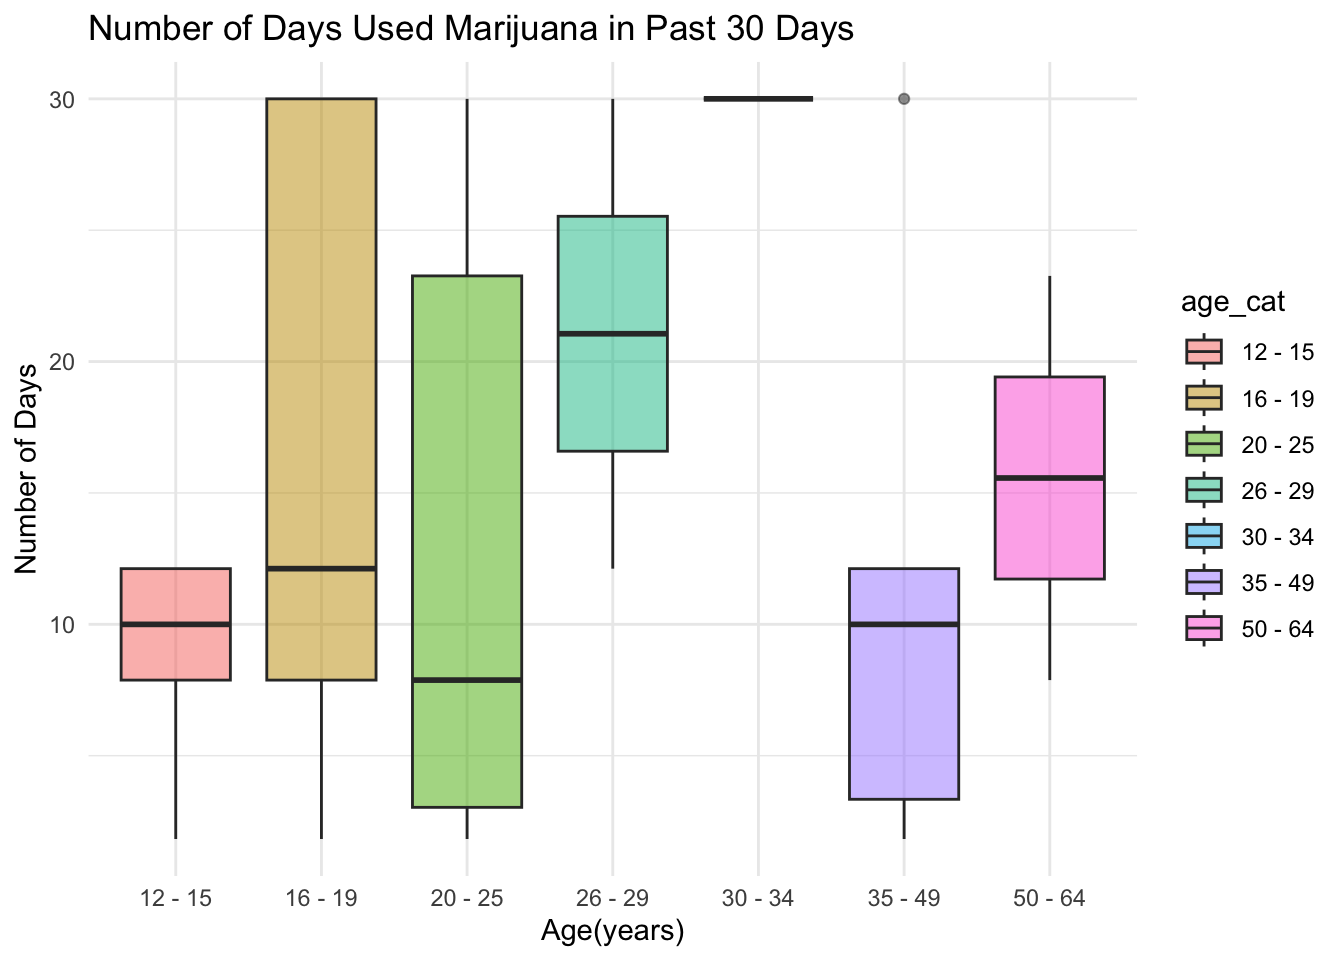 Number of Days Used Marijuana in Past 30 Days
30
20
10
Number of Days
12 - 15
16 - 19
20 - 25
26 - 29
30 - 34
35 - 49
50 - 64
Age(years)
age_cat
12 - 15
16 - 19
20 - 25
26 - 29
30 - 34
35 - 49
50 - 64